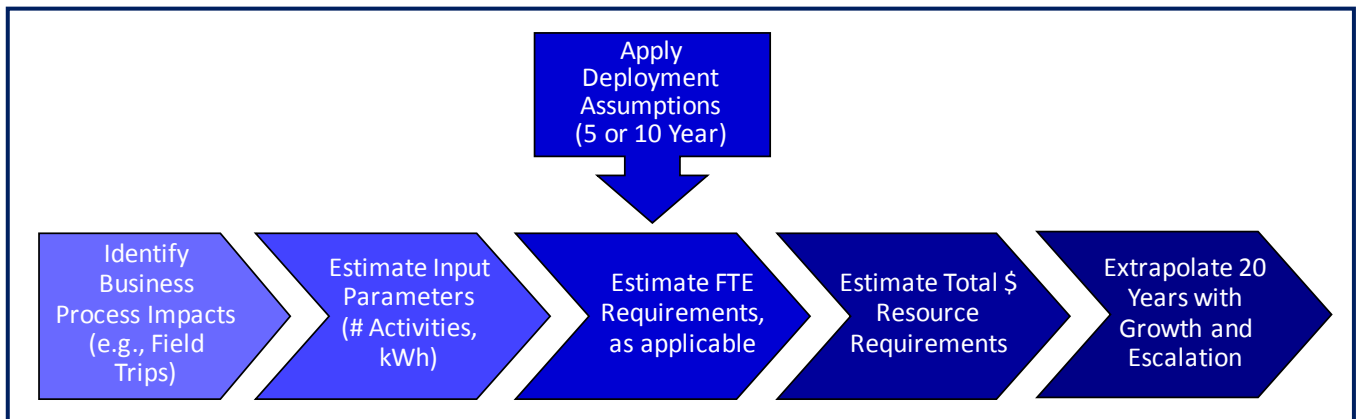 Apply
Deployment
Assumptions
(5 or 10 Year)
Identify
Business
Process Impacts
(e.g., Field
Trips)
Estimate Input
Parameters
(# Activities,
kWh)
Estimate FTE
Requirements,
as applicable
Estimate Total $
Resource
Requirements
Extrapolate 20
Years with
Growth and
Escalation